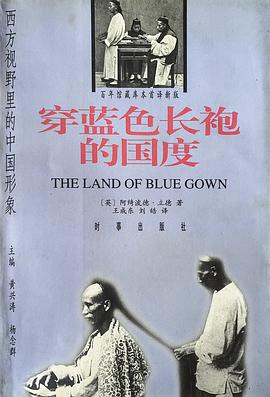 百年馆藏库本首译新版
西方视野里的中国形象
穿蓝色长袍
的国度
THE LAND OF BLUE GOWN
〔英〕阿绮波德·立德 著
王成东 刘皓 译
时事出版社
主编 黄兴涛 杨念群